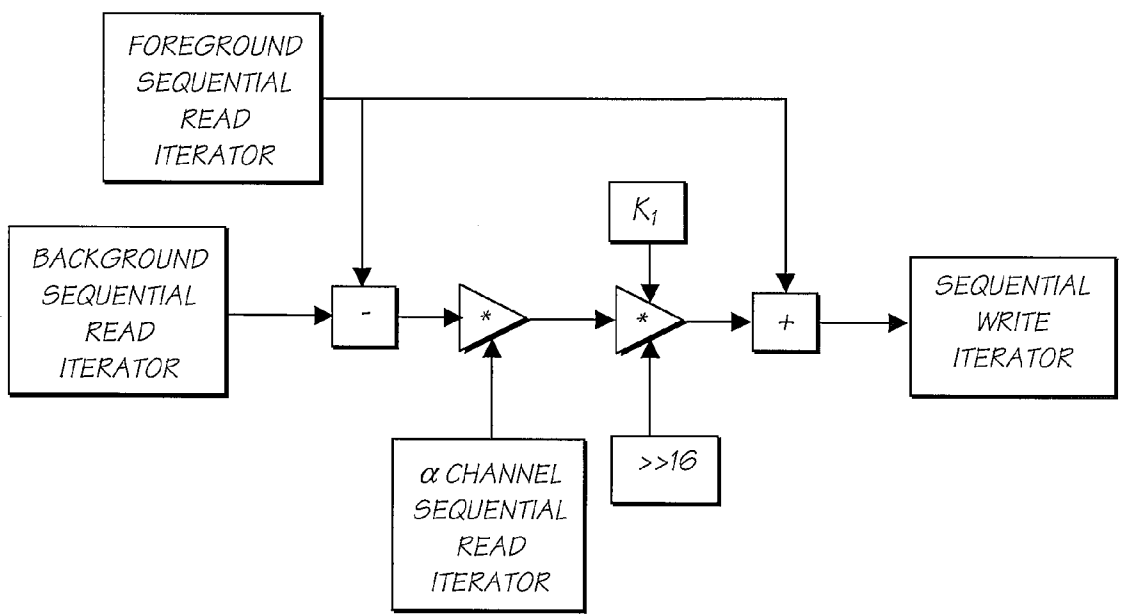 FOREGROUND
SEQUENTIAL
READ
ITERATOR
K1
BACKGROUND
SEQUENTIAL
READ
ITERATOR
-
*
*
+
SEQUENTIAL
WRITE
ITERATOR
α CHANNEL
SEQUENTIAL
READ
ITERATOR
>>16